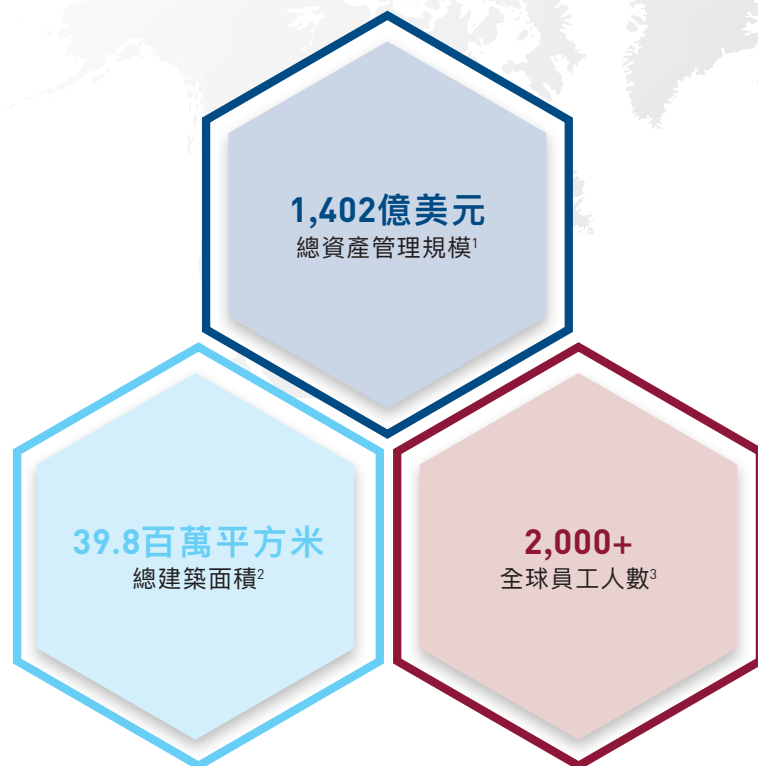 1,402億美元
總資產管理規模¹
39.8百萬平方米
總建築面積²
2,000+
全球員工人數³